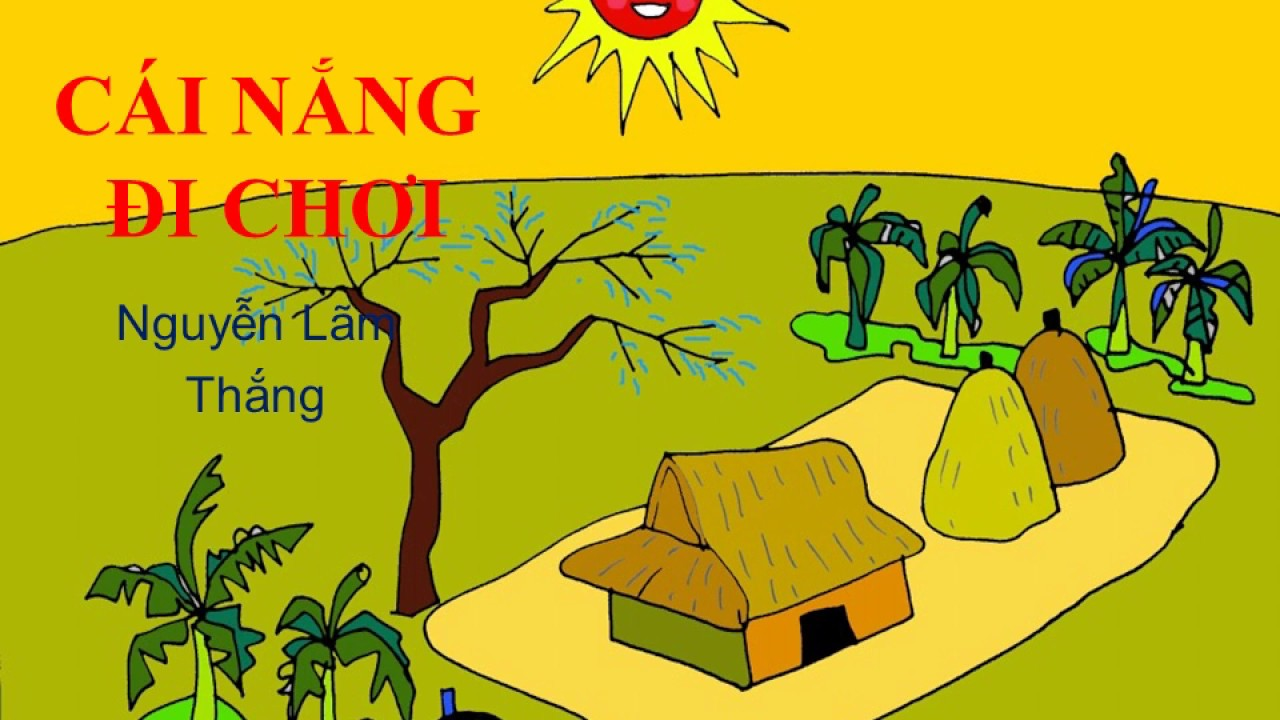 CÁI NẮNG
ĐI CHƠI
Nguyễn Lãm
Thắng